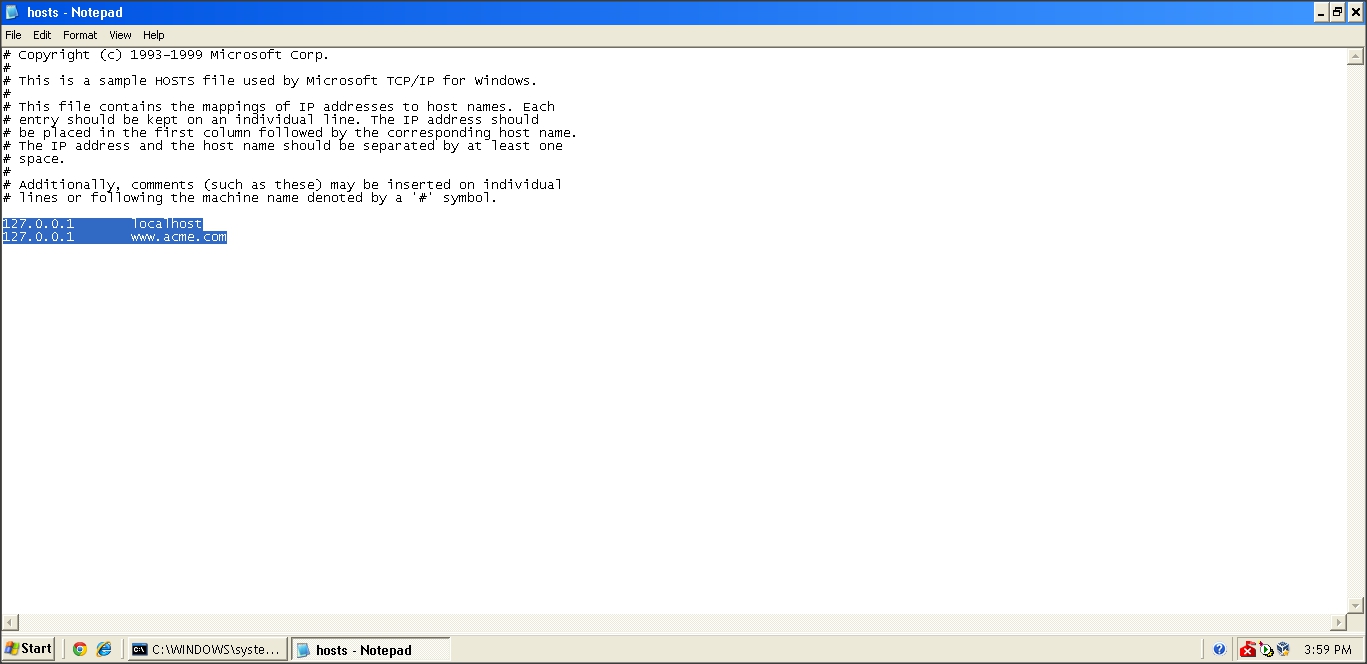 hosts - Notepad
File Edit Format View Help
# Copyright (c) 1993-1999 Microsoft Corp.
#
# This is a sample HOSTS file used by Microsoft TCP/IP for Windows.
#
# This file contains the mappings of IP addresses to host names. Each
# entry should be kept on an individual line. The IP address should
# be placed in the first column followed by the corresponding host name.
# The IP address and the host name should be separated by at least one
# space.
#
# Additionally, comments (such as these) may be inserted on individual
# lines or following the machine name denoted by a '#' symbol.
127.0.0.1       localhost
127.0.0.1       www.acme.com
Start C:\WINDOWS\syste... hosts - Notepad 3:59 PM